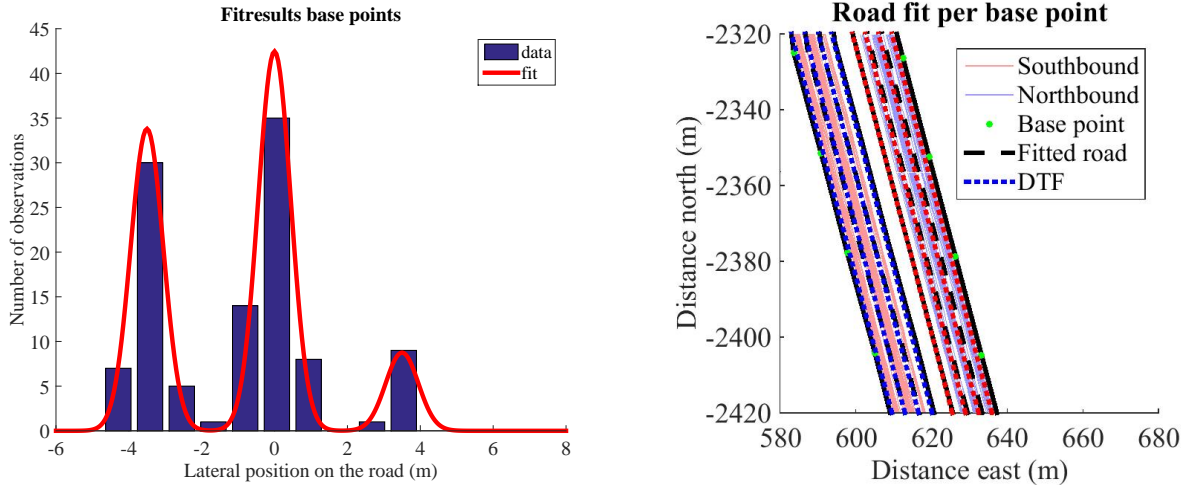 Fitresults base points
45
40
35
30
25
20
15
10
5
0
-6
-4
-2
0
2
4
6
8
Number of observations
Lateral position on the road (m)
data
fit
Road fit per base point
-2320
-2340
-2360
-2380
-2400
-2420
580
600
620
640
660
680
Distance north (m)
Distance east (m)
Southbound
Northbound
Base point
Fitted road
DTF